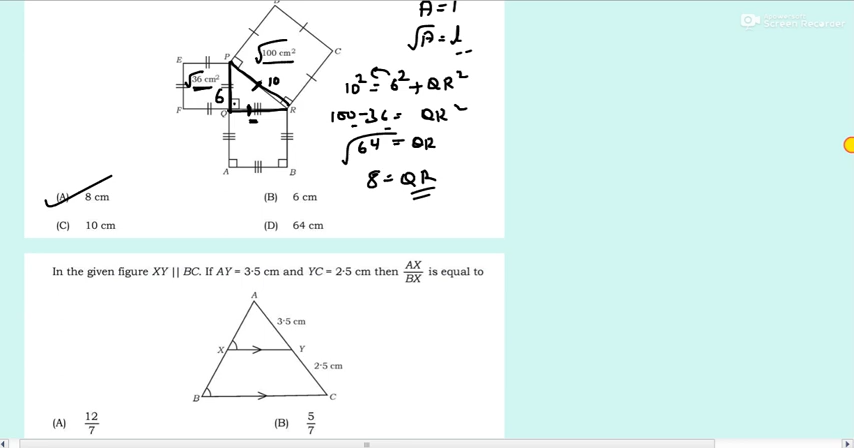 A = l
√A = l
POWERED BY
Screen Recorder
P
C
E
√100 cm²
√36 cm²
10
6
F
Q
R
A
B
10² = 6² + QR²
100 - 36 = QR²
√64 = QR
8 = QR
(A) 8 cm
(B) 6 cm
(C) 10 cm
(D) 64 cm
In the given figure XY || BC. If AY = 3·5 cm and YC = 2·5 cm then AX/BX is equal to
A
3·5 cm
X
Y
2·5 cm
B
C
(A) 12/7
(B) 5/7